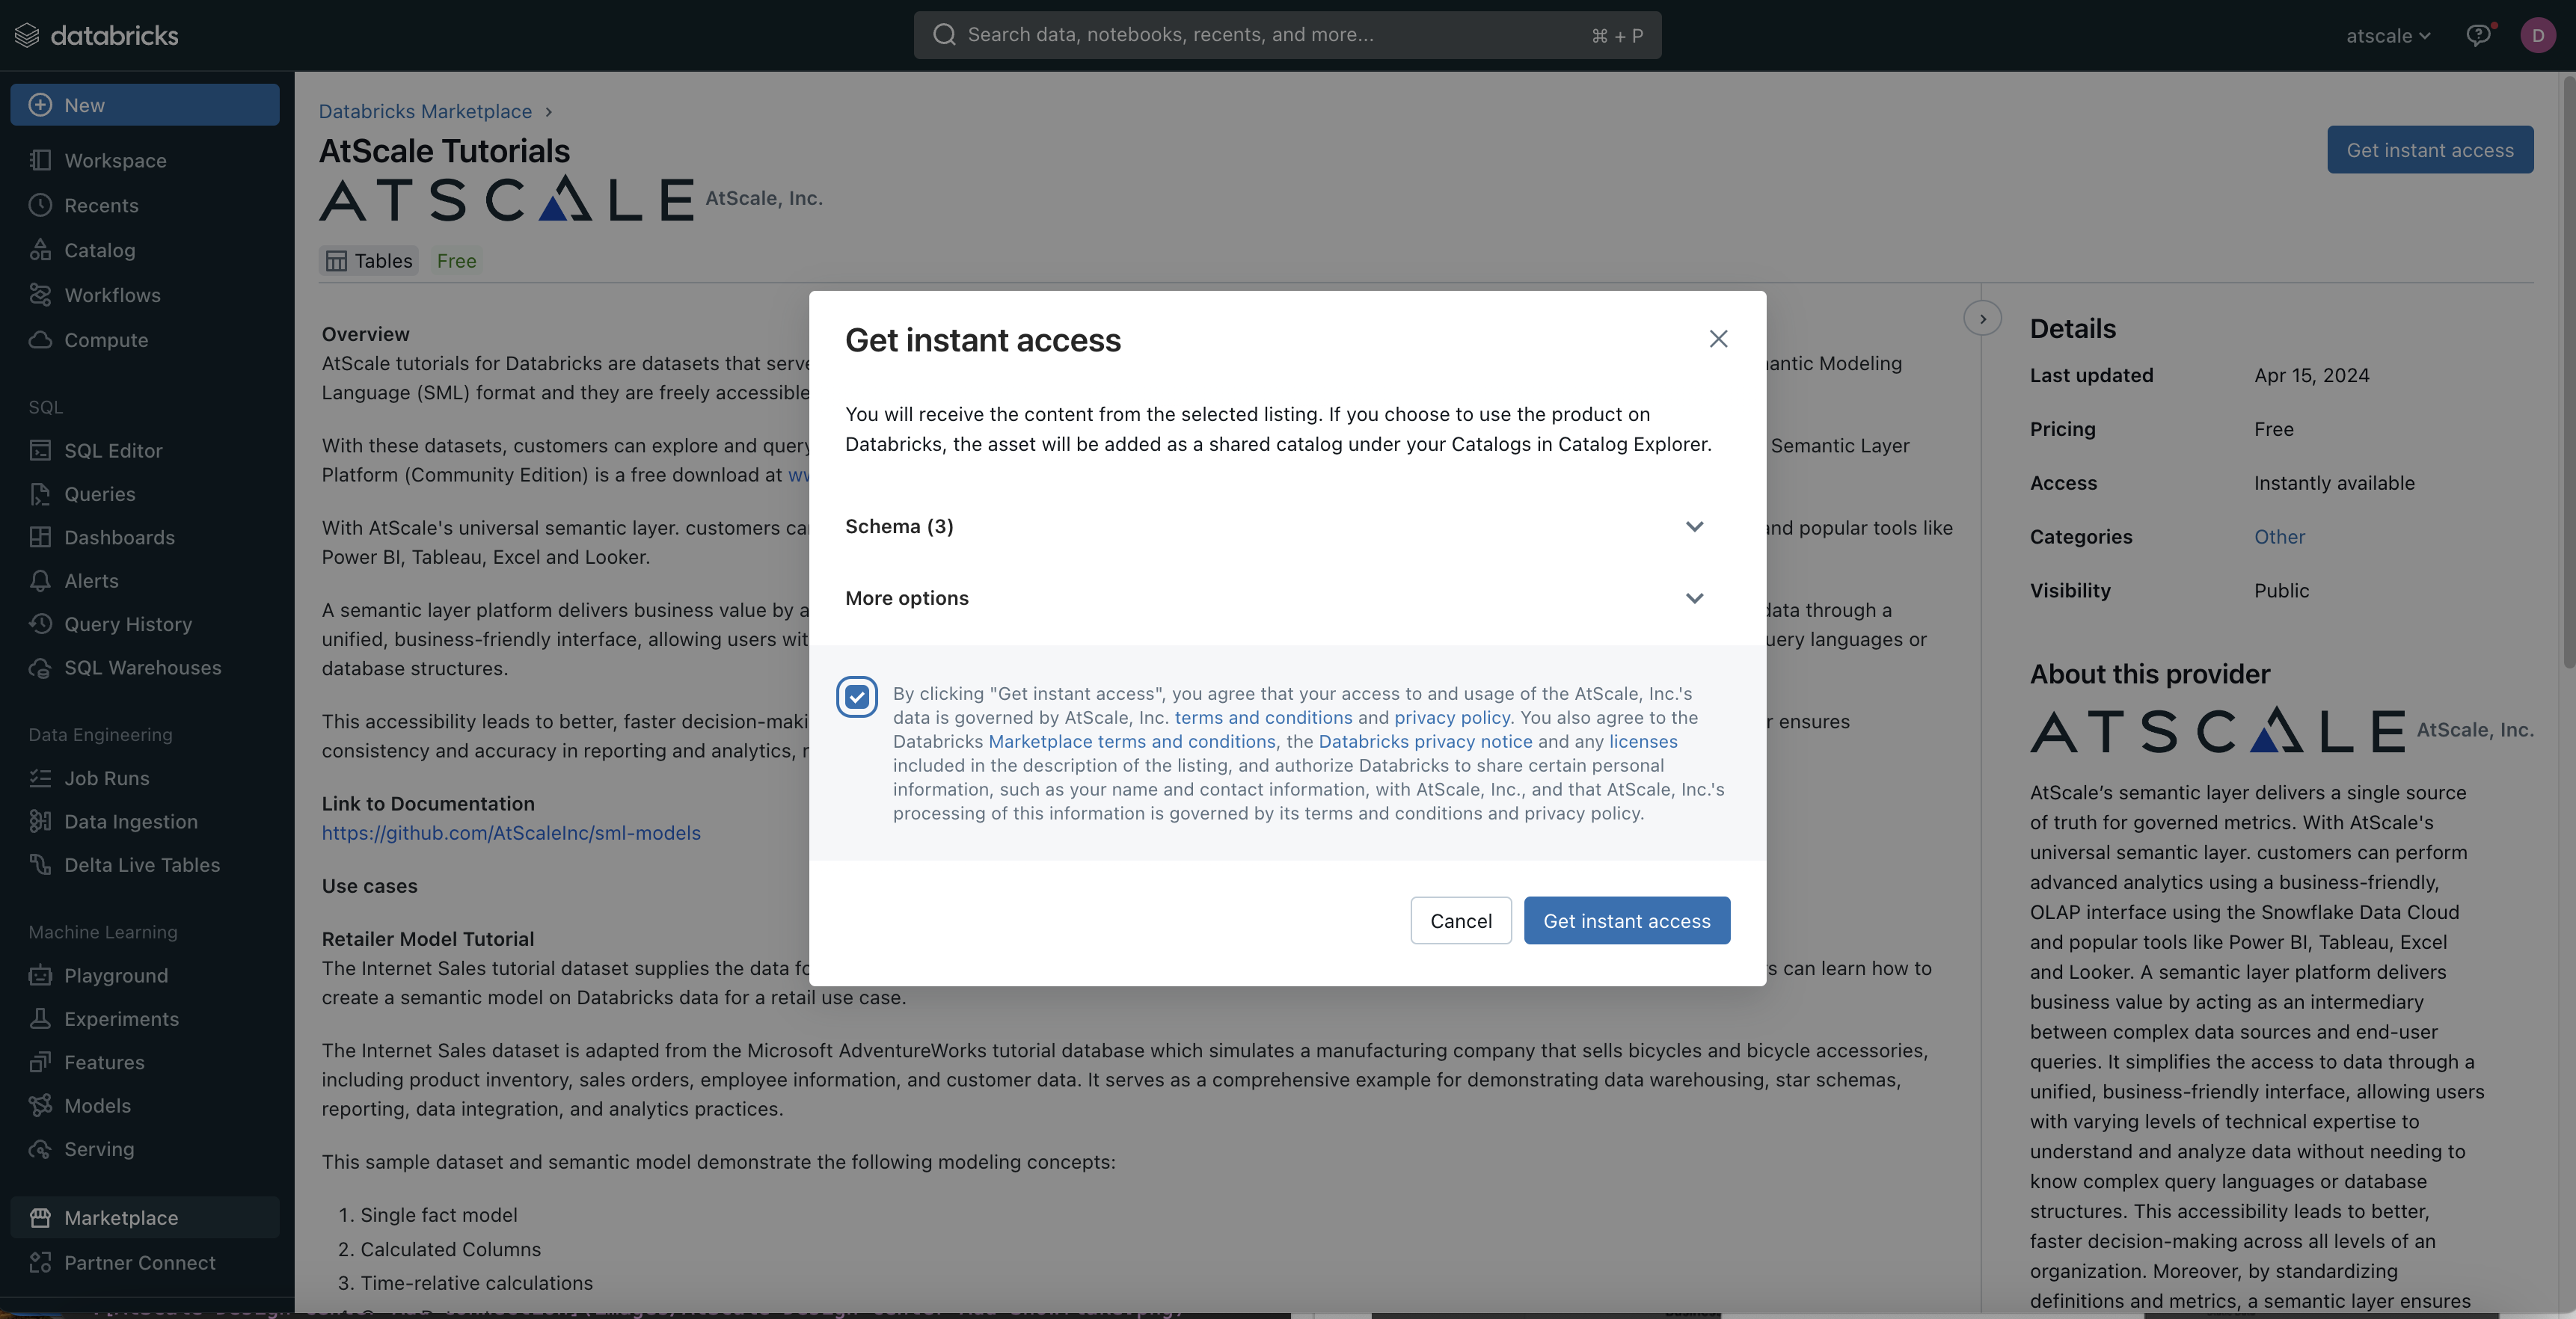 databricks
Search data, notebooks, recents, and more...
⌘ + P
atscale
D
New
Workspace
Recents
Catalog
Workflows
Compute
SQL
SQL Editor
Queries
Dashboards
Alerts
Query History
SQL Warehouses
Data Engineering
Job Runs
Data Ingestion
Delta Live Tables
Machine Learning
Playground
Experiments
Features
Models
Serving
Marketplace
Partner Connect
Databricks Marketplace ›
AtScale Tutorials
Get instant access
ATSCALE AtScale, Inc.
Tables Free
Overview
AtScale tutorials for Databricks are datasets that serve
Language (SML) format and they are freely accessible
With these datasets, customers can explore and query
Platform (Community Edition) is a free download at
With AtScale's universal semantic layer. customers
Power BI, Tableau, Excel and Looker.
A semantic layer platform delivers business value by
unified, business-friendly interface, allowing users
database structures.
This accessibility leads to better, faster
consistency and accuracy in reporting and analytics,
Link to Documentation
https://github.com/AtScaleInc/sml-models
Use cases
Retailer Model Tutorial
The Internet Sales tutorial dataset supplies the data
create a semantic model on Databricks data for a retail use case.
The Internet Sales dataset is adapted from the Microsoft AdventureWorks tutorial database which simulates a manufacturing company that sells bicycles and bicycle accessories,
including product inventory, sales orders, employee information, and customer data. It serves as a comprehensive example for demonstrating data warehousing, star schemas,
reporting, data integration, and analytics practices.
This sample dataset and semantic model demonstrate the following modeling concepts:
1. Single fact model
2. Calculated Columns
3. Time-relative calculations
Modeling
Semantic Layer
and popular tools like
data through a
languages or
ensures
can learn how to
Get instant access
You will receive the content from the selected listing. If you choose to use the product on
Databricks, the asset will be added as a shared catalog under your Catalogs in Catalog Explorer.
Schema (3)
More options
By clicking "Get instant access", you agree that your access to and usage of the AtScale, Inc.'s
data is governed by AtScale, Inc. terms and conditions and privacy policy. You also agree to the
Databricks Marketplace terms and conditions, the Databricks privacy notice and any licenses
included in the description of the listing, and authorize Databricks to share certain personal
information, such as your name and contact information, with AtScale, Inc., and that AtScale, Inc.'s
processing of this information is governed by its terms and conditions and privacy policy.
Cancel
Get instant access
Details
Last updated Apr 15, 2024
Pricing Free
Access Instantly available
Categories Other
Visibility Public
About this provider
ATSCALE AtScale, Inc.
AtScale’s semantic layer delivers a single source
of truth for governed metrics. With AtScale's
universal semantic layer. customers can perform
advanced analytics using a business-friendly,
OLAP interface using the Snowflake Data Cloud
and popular tools like Power BI, Tableau, Excel
and Looker. A semantic layer platform delivers
business value by acting as an intermediary
between complex data sources and end-user
queries. It simplifies the access to data through a
unified, business-friendly interface, allowing users
with varying levels of technical expertise to
understand and analyze data without needing to
know complex query languages or database
structures. This accessibility leads to better,
faster decision-making across all levels of an
organization. Moreover, by standardizing
definitions and metrics, a semantic layer ensures